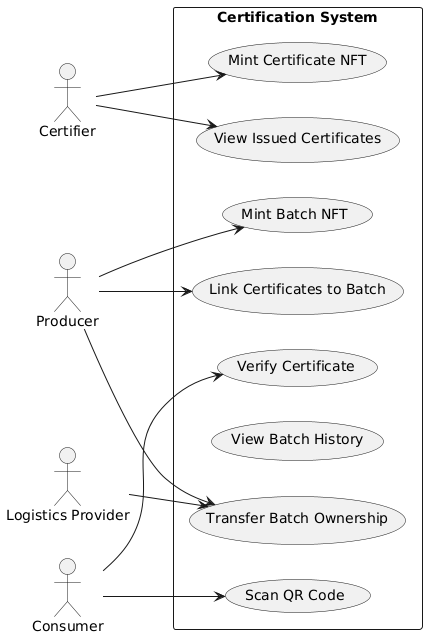 Certification System
Mint Certificate NFT
Certifier
View Issued Certificates
Mint Batch NFT
Link Certificates to Batch
Producer
Verify Certificate
View Batch History
Logistics Provider
Transfer Batch Ownership
Scan QR Code
Consumer